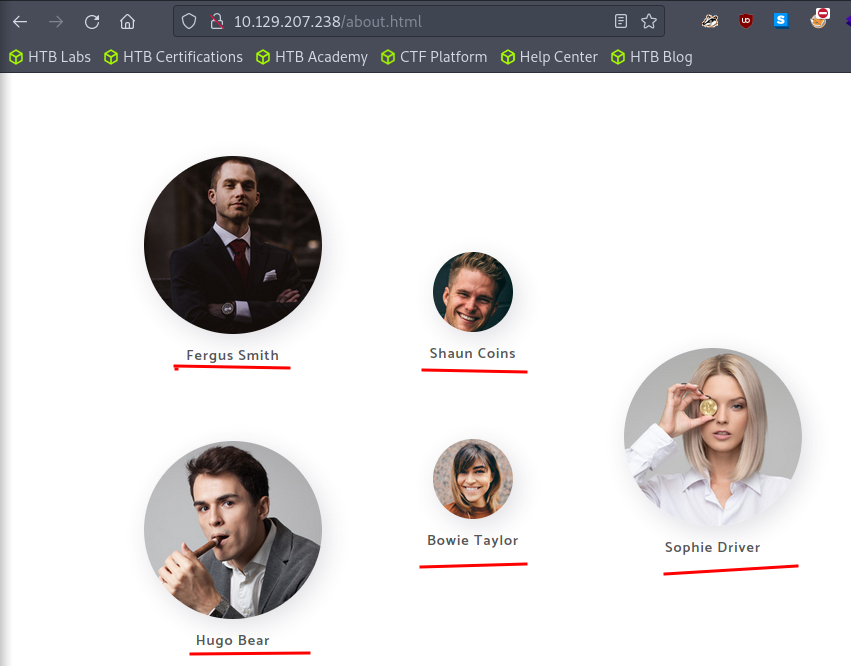 10.129.207.238/about.html
HTB Labs HTB Certifications HTB Academy CTF Platform Help Center HTB Blog
Fergus Smith
Shaun Coins
Hugo Bear
Bowie Taylor
Sophie Driver